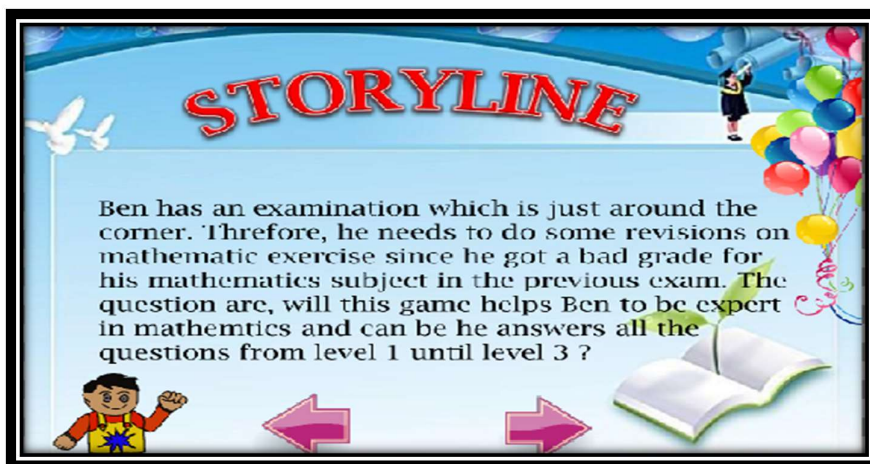 STORYLINE
Ben has an examination which is just around the
corner. Threfore, he needs to do some revisions on
mathematic exercise since he got a bad grade for
his mathematics subject in the previous exam. The
question are, will this game helps Ben to be expert
in mathemtics and can be he answers all the
questions from level 1 until level 3 ?